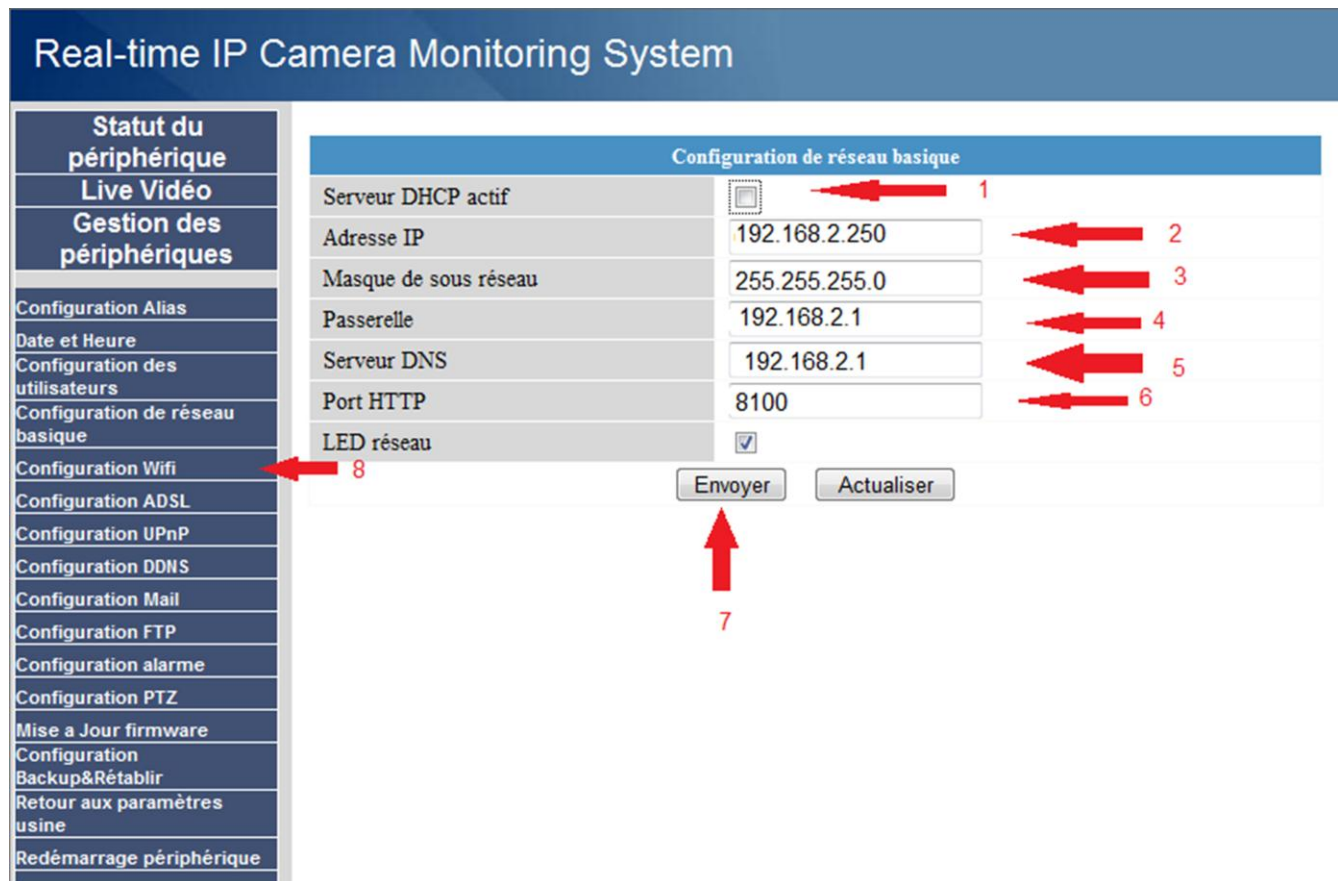 Real-time IP Camera Monitoring System
Statut du
périphérique
Live Vidéo
Gestion des
périphériques
Configuration Alias
Date et Heure
Configuration des
utilisateurs
Configuration de réseau
basique
Configuration Wifi
Configuration ADSL
Configuration UPnP
Configuration DDNS
Configuration Mail
Configuration FTP
Configuration alarme
Configuration PTZ
Mise a Jour firmware
Configuration
Backup&Rétablir
Retour aux paramètres
usine
Redémarrage périphérique
8
Configuration de réseau basique
Serveur DHCP actif 1
Adresse IP 192.168.2.250 2
Masque de sous réseau 255.255.255.0 3
Passerelle 192.168.2.1 4
Serveur DNS 192.168.2.1 5
Port HTTP 8100 6
LED réseau
Envoyer Actualiser
7